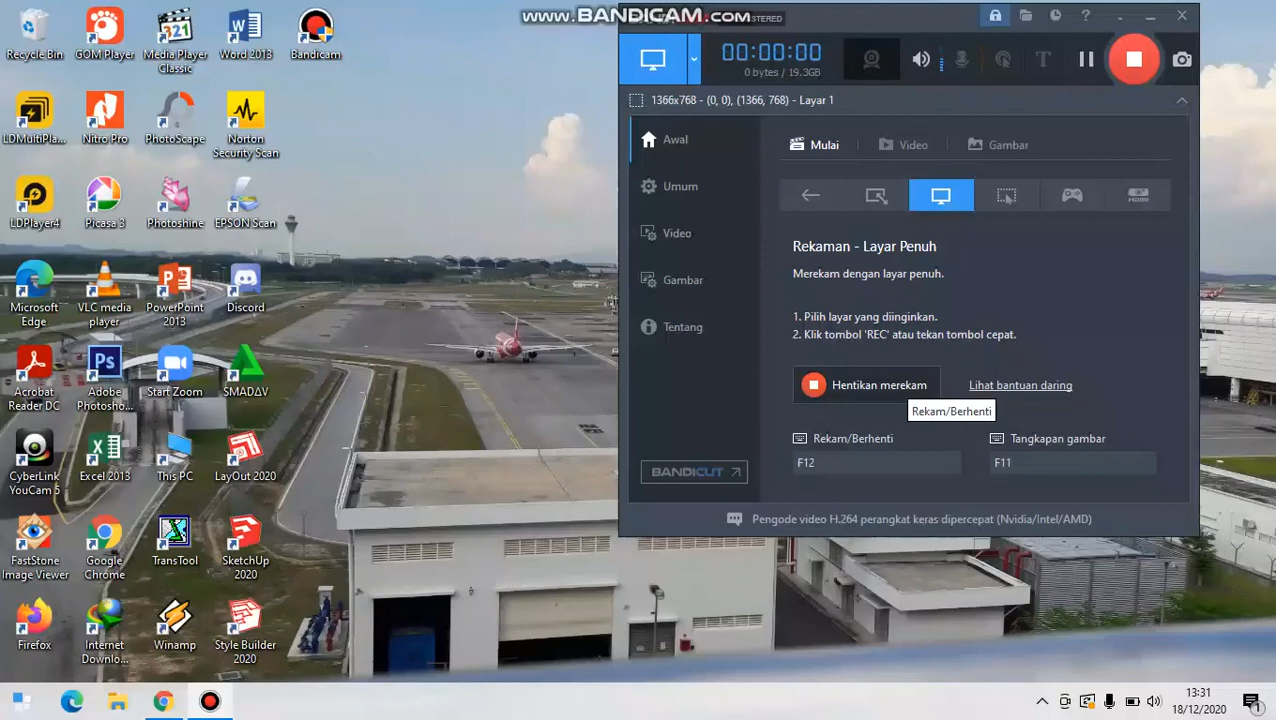 www.BANDICAM.com
Recycle Bin
GOM Player
Media Player
Classic
Word 2013
Bandicam
LDMultiPla...
Nitro Pro
PhotoScape
Norton
Security Scan
LDPlayer4
Picasa 3
Photoshine
EPSON Scan
Microsoft
Edge
VLC media
player
PowerPoint
2013
Discord
Acrobat
Reader DC
Adobe
Photosho...
Start Zoom
SMADΔV
CyberLink
YouCam 5
Excel 2013
This PC
LayOut 2020
FastStone
Image Viewer
Google
Chrome
TransTool
SketchUp
2020
Firefox
Internet
Downlo...
Winamp
Style Builder
2020
00:00:00
0 bytes / 19.3GB
1366x768 - (0, 0), (1366, 768) - Layar 1
Awal
Umum
Video
Gambar
Tentang
BANDICUT
Mulai
Video
Gambar
HDMI
Rekaman - Layar Penuh
Merekam dengan layar penuh.
1. Pilih layar yang diinginkan.
2. Klik tombol 'REC' atau tekan tombol cepat.
Hentikan merekam
Lihat bantuan daring
Rekam/Berhenti
Rekam/Berhenti
Tangkapan gambar
F12
F11
Pengode video H.264 perangkat keras dipercepat (Nvidia/Intel/AMD)
13:31
18/12/2020
1